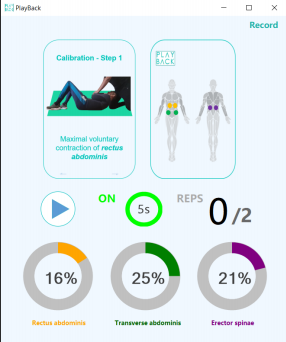 PlayBack
Record
Calibration - Step 1
PLAY
BACK
Maximal voluntary
contraction of rectus
abdominis
ON
5s
REPS
0/2
16%
25%
21%
Rectus abdominis
Transverse abdominis
Erector spinae